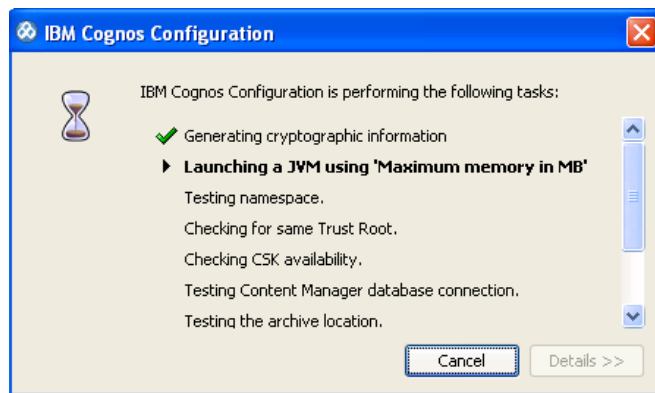 IBM Cognos Configuration
IBM Cognos Configuration is performing the following tasks:
Generating cryptographic information
Launching a JVM using 'Maximum memory in MB'
Testing namespace.
Checking for same Trust Root.
Checking CSK availability.
Testing Content Manager database connection.
Testing the archive location.
Cancel
Details >>